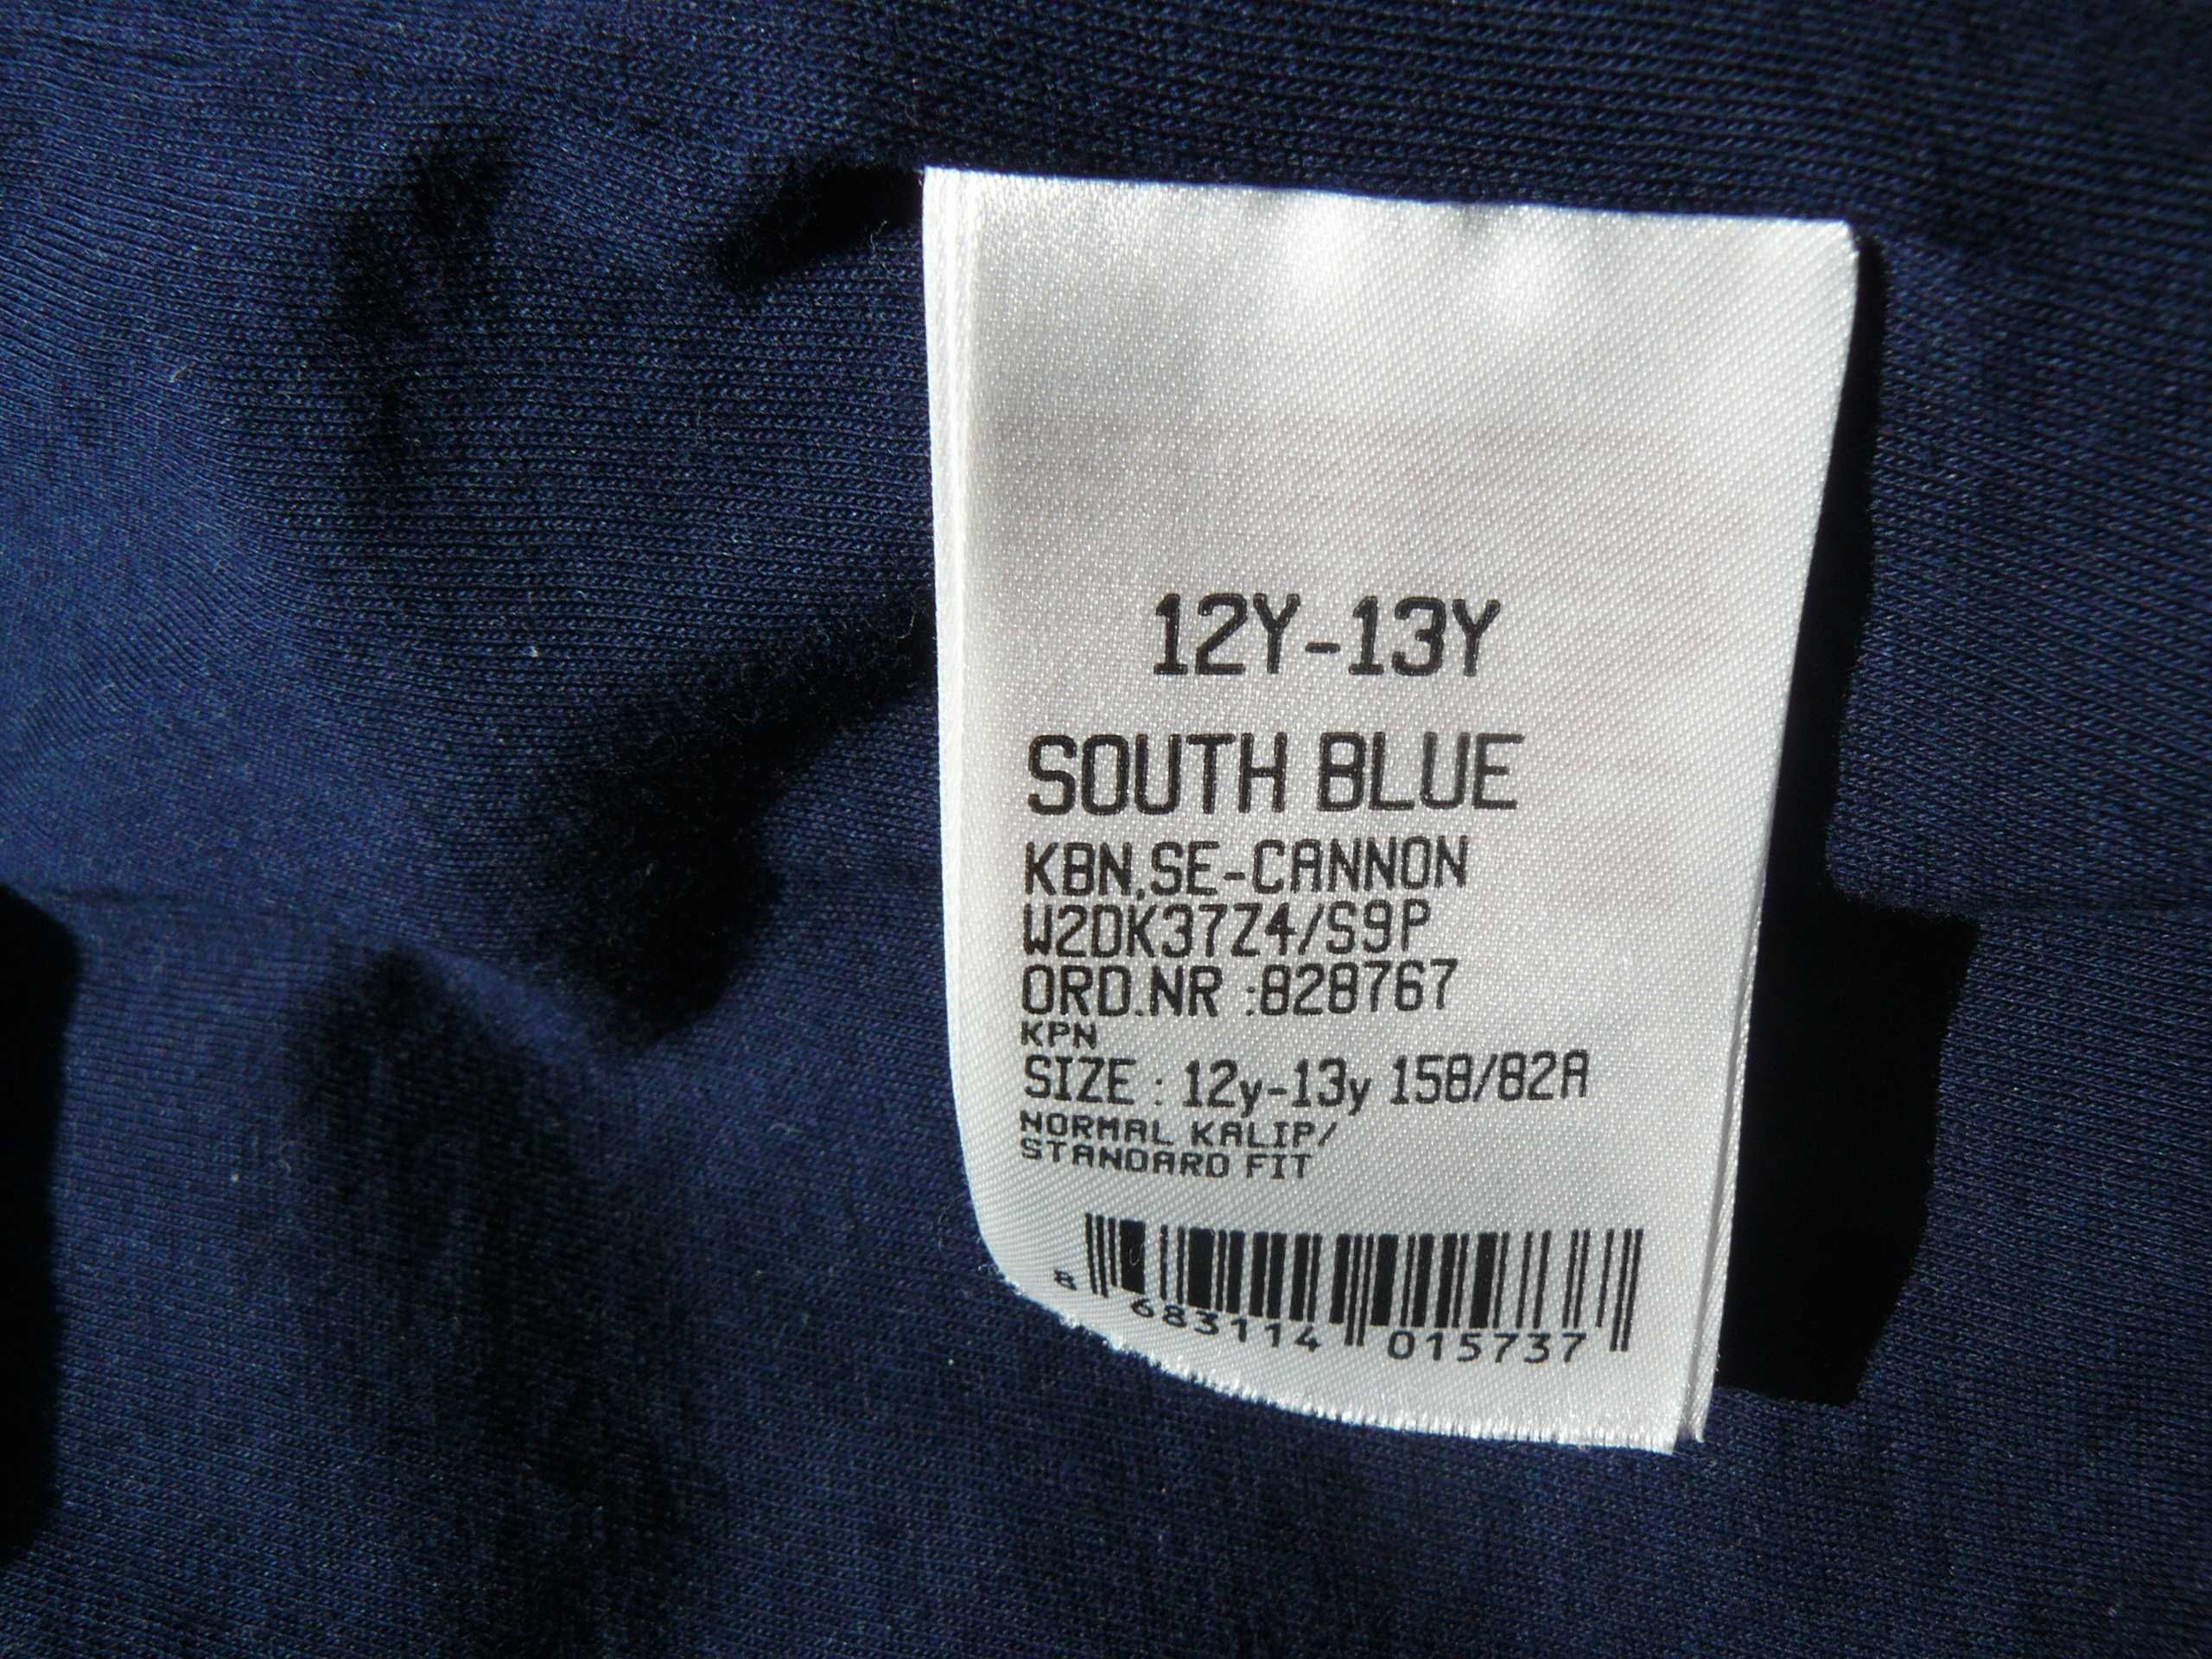 12Y-13Y
SOUTH BLUE
KBN,SE-CANNON
W2DK37Z4/S9P
ORD.NR :828767
KPN
SIZE : 12y-13y 158/82A
NORMAL KALIP/
STANDARD FIT
8 683114 015737